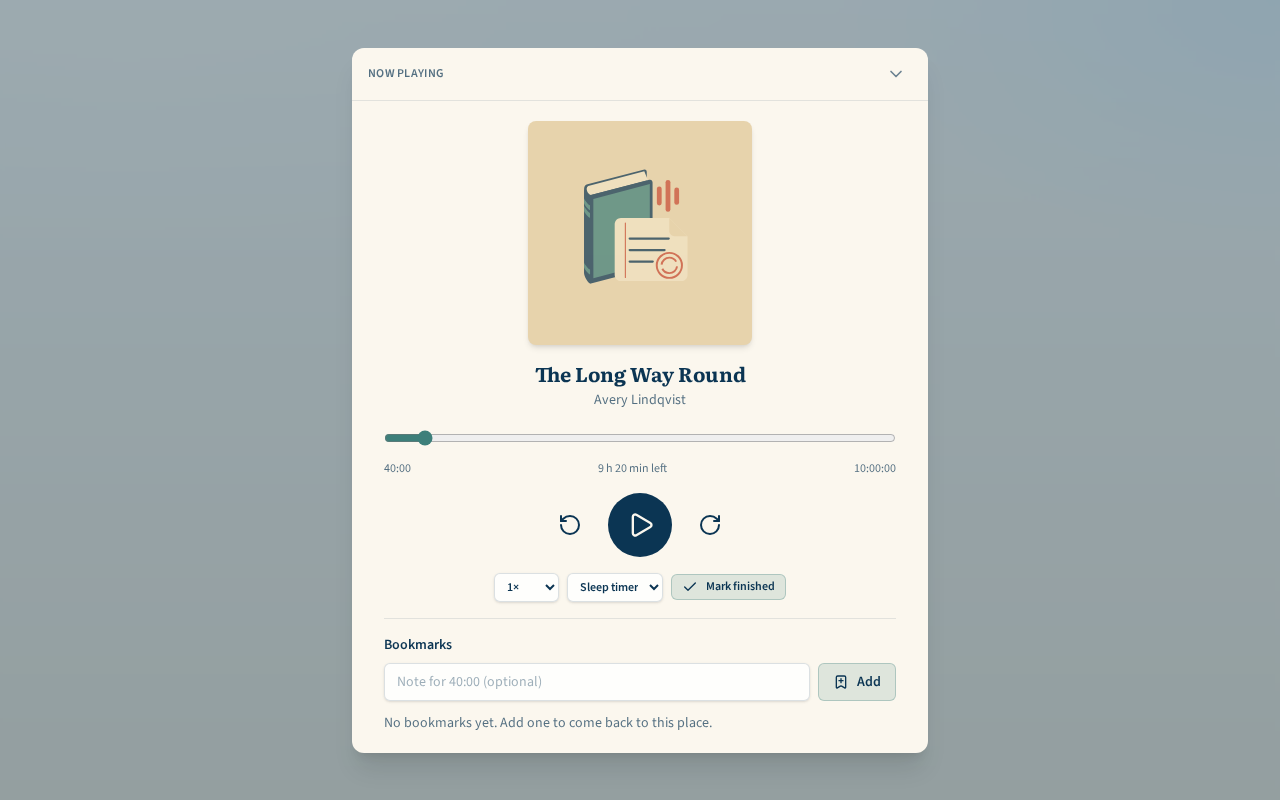 NOW PLAYING
The Long Way Round
Avery Lindqvist
40:00 9 h 20 min left 10:00:00
1× Sleep timer Mark finished
Bookmarks
Note for 40:00 (optional) Add
No bookmarks yet. Add one to come back to this place.